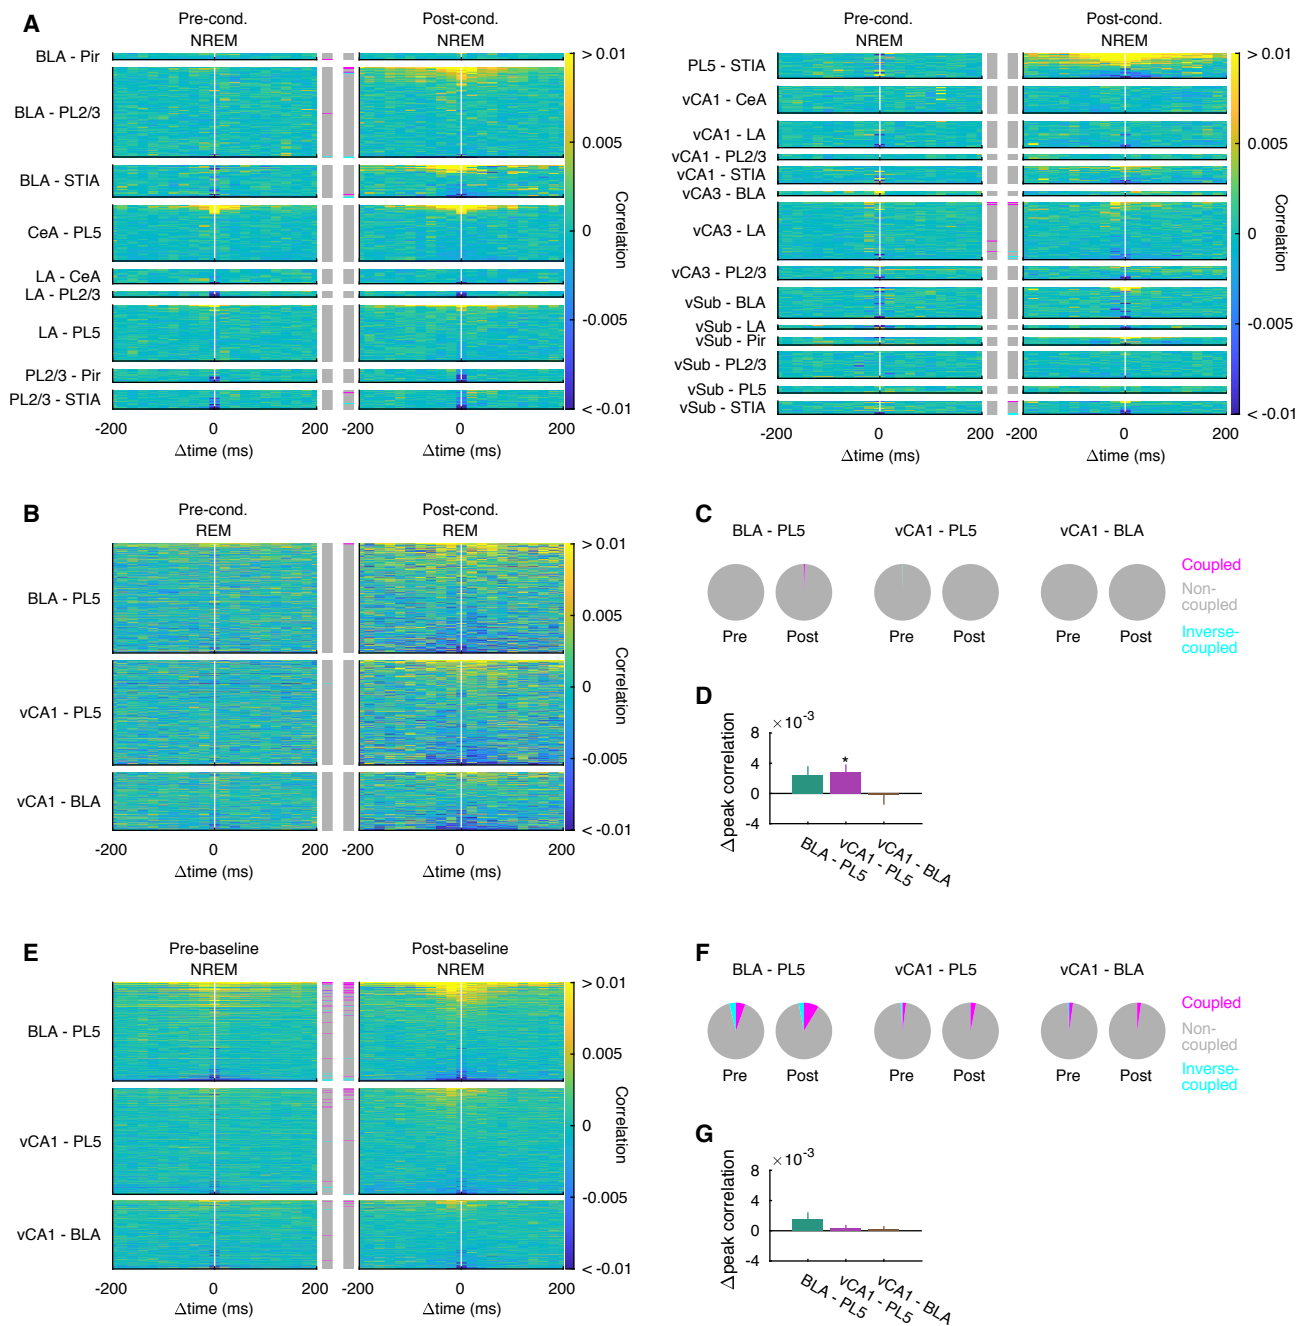 A
Pre-cond.
NREM
Post-cond.
NREM
BLA - Pir
BLA - PL2/3
BLA - STIA
CeA - PL5
LA - CeA
LA - PL2/3
LA - PL5
PL2/3 - Pir
PL2/3 - STIA
> 0.01
0.005
0
-0.005
< -0.01
Correlation
-200
0
200
-200
0
200
Δtime (ms)
Δtime (ms)
Pre-cond.
NREM
Post-cond.
NREM
PL5 - STIA
vCA1 - CeA
vCA1 - LA
vCA1 - PL2/3
vCA1 - STIA
vCA3 - BLA
vCA3 - LA
vCA3 - PL2/3
vSub - BLA
vSub - LA
vSub - Pir
vSub - PL2/3
vSub - PL5
vSub - STIA
> 0.01
0.005
0
-0.005
< -0.01
Correlation
-200
0
200
-200
0
200
Δtime (ms)
Δtime (ms)
B
Pre-cond.
REM
Post-cond.
REM
BLA - PL5
vCA1 - PL5
vCA1 - BLA
> 0.01
0.005
0
-0.005
< -0.01
Correlation
-200
0
200
-200
0
200
Δtime (ms)
Δtime (ms)
C
BLA - PL5
vCA1 - PL5
vCA1 - BLA
Pre
Post
Pre
Post
Pre
Post
Coupled
Non-
coupled
Inverse-
coupled
D
×10-3
8
4
0
-4
Δpeak correlation
*
BLA - PL5
vCA1 - PL5
vCA1 - BLA
E
Pre-baseline
NREM
Post-baseline
NREM
BLA - PL5
vCA1 - PL5
vCA1 - BLA
> 0.01
0.005
0
-0.005
< -0.01
Correlation
-200
0
200
-200
0
200
Δtime (ms)
Δtime (ms)
F
BLA - PL5
vCA1 - PL5
vCA1 - BLA
Pre
Post
Pre
Post
Pre
Post
Coupled
Non-
coupled
Inverse-
coupled
G
×10-3
8
4
0
-4
Δpeak correlation
BLA - PL5
vCA1 - PL5
vCA1 - BLA